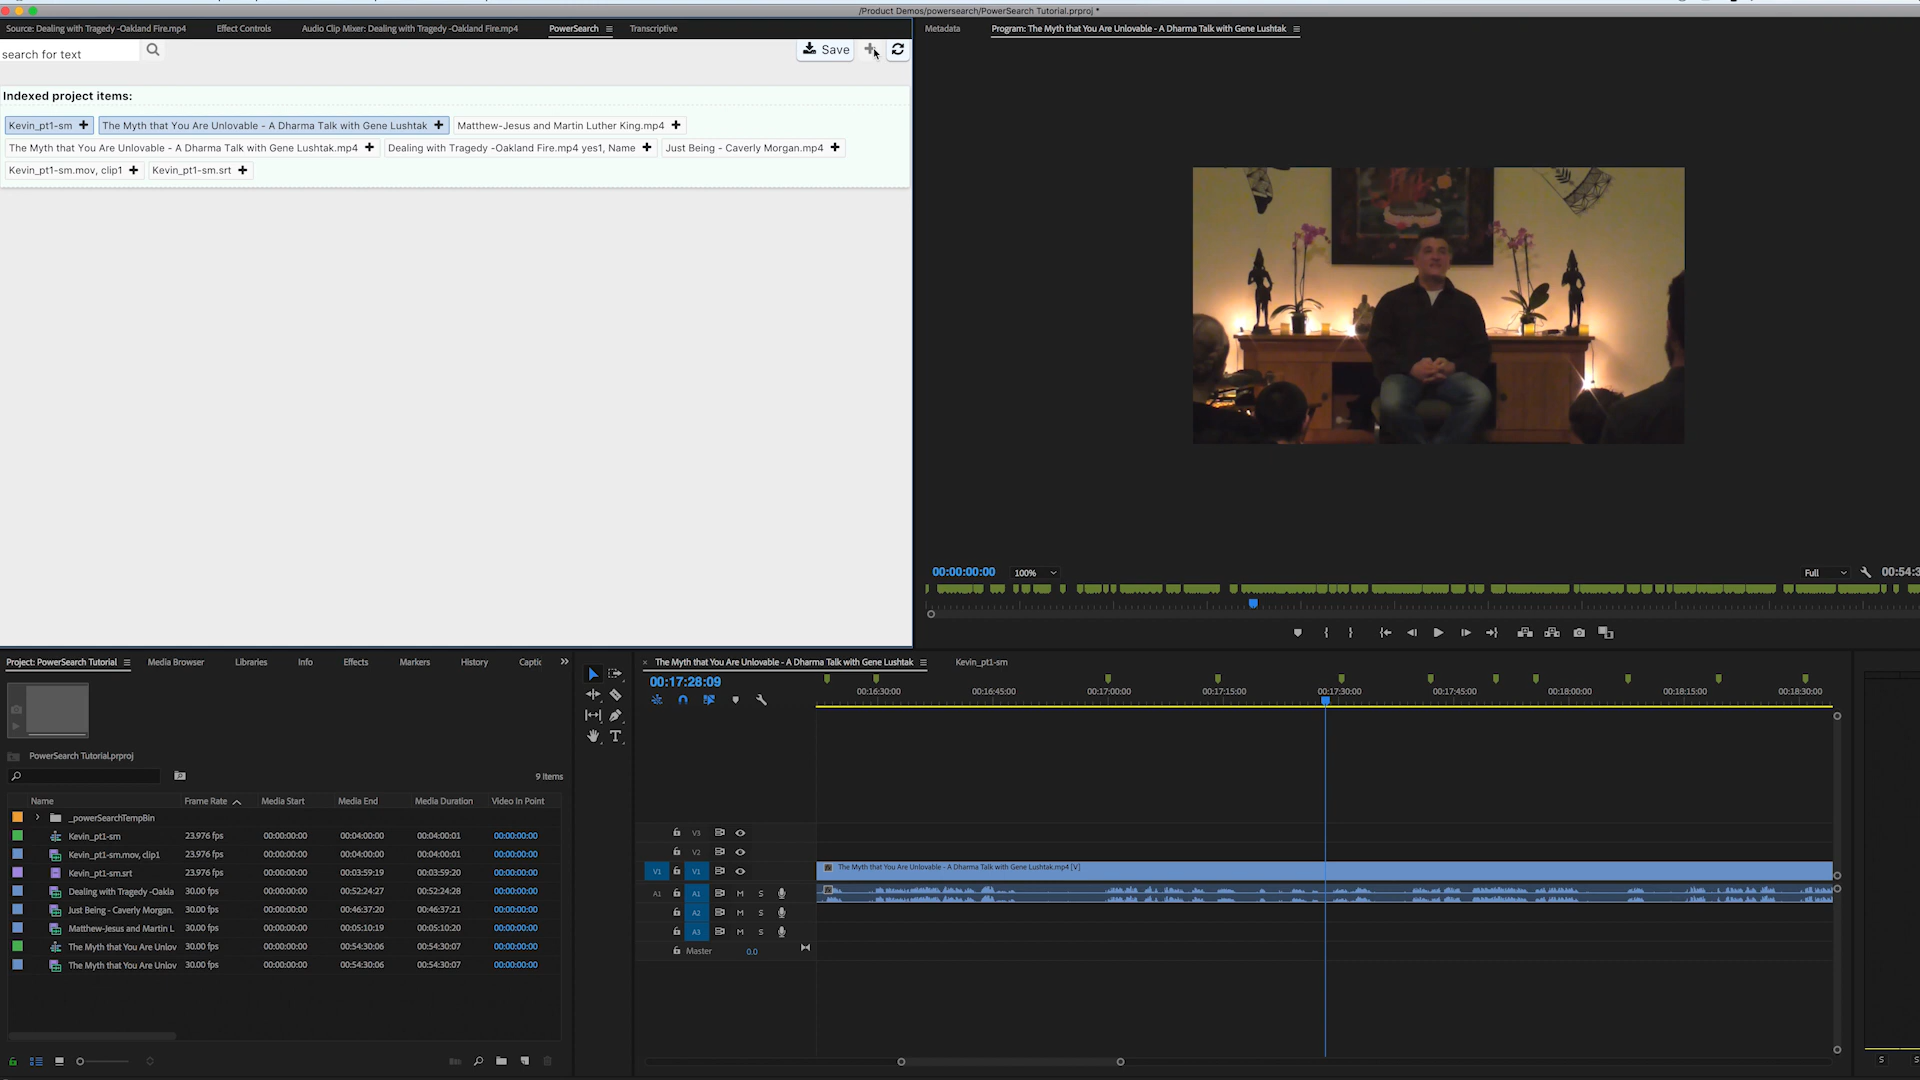 /Product Demos/powersearch/PowerSearch Tutorial.prproj *
Source: Dealing with Tragedy -Oakland Fire.mp4
Effect Controls
Audio Clip Mixer: Dealing with Tragedy -Oakland Fire.mp4
PowerSearch
Transcriptive
Metadata
Program: The Myth that You Are Unlovable - A Dharma Talk with Gene Lushtak
search for text
Save
Indexed project items:
Kevin_pt1-sm
The Myth that You Are Unlovable - A Dharma Talk with Gene Lushtak
Matthew-Jesus and Martin Luther King.mp4
The Myth that You Are Unlovable - A Dharma Talk with Gene Lushtak.mp4
Dealing with Tragedy -Oakland Fire.mp4 yes1, Name
Just Being - Caverly Morgan.mp4
Kevin_pt1-sm.mov, clip1
Kevin_pt1-sm.srt
00:00:00:00
100%
Full
00:54:3
Project: PowerSearch Tutorial
Media Browser
Libraries
Info
Effects
Markers
History
Captic
PowerSearch Tutorial.prproj
9 Items
Name Frame Rate Media Start Media End Media Duration Video In Point
_powerSearchTempBin
Kevin_pt1-sm 23.976 fps 00:00:00:00 00:04:00:00 00:04:00:01 00:00:00:00
Kevin_pt1-sm.mov, clip1 23.976 fps 00:00:00:00 00:04:00:00 00:04:00:01 00:00:00:00
Kevin_pt1-sm.srt 23.976 fps 00:00:00:00 00:03:59:19 00:03:59:20 00:00:00:00
Dealing with Tragedy -Oakla 30.00 fps 00:00:00:00 00:52:24:27 00:52:24:28 00:00:00:00
Just Being - Caverly Morgan. 30.00 fps 00:00:00:00 00:46:37:20 00:46:37:21 00:00:00:00
Matthew-Jesus and Martin L 30.00 fps 00:00:00:00 00:05:10:19 00:05:10:20 00:00:00:00
The Myth that You Are Unlov 30.00 fps 00:00:00:00 00:54:30:06 00:54:30:07 00:00:00:00
The Myth that You Are Unlov 30.00 fps 00:00:00:00 00:54:30:06 00:54:30:07 00:00:00:00
The Myth that You Are Unlovable - A Dharma Talk with Gene Lushtak
Kevin_pt1-sm
00:17:28:09
00:16:30:00 00:16:45:00 00:17:00:00 00:17:15:00 00:17:30:00 00:17:45:00 00:18:00:00 00:18:15:00 00:18:30:00
V3
V2
V1 V1
The Myth that You Are Unlovable - A Dharma Talk with Gene Lushtak.mp4 [V]
A1 A1 M S
A2 M S
A3 M S
Master 0.0
S S